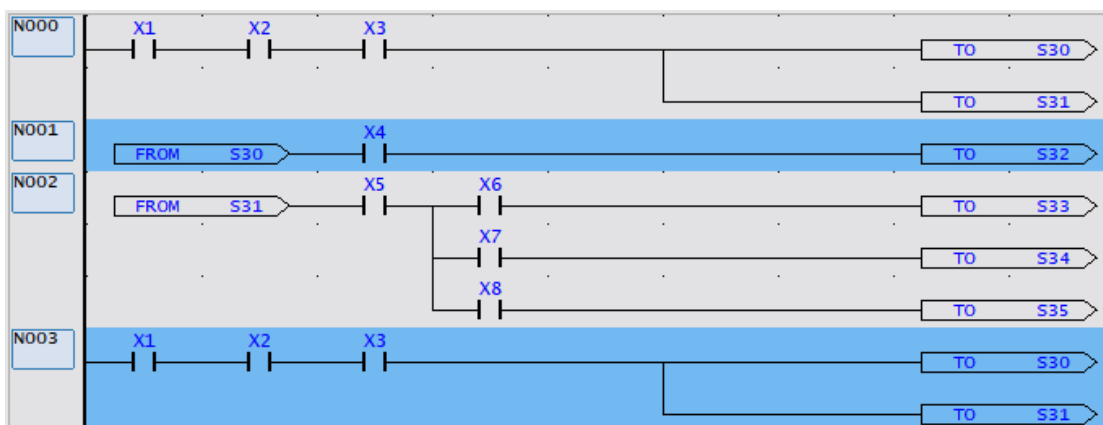 N000 X1 X2 X3
TO S30
TO S31
N001 X4
FROM S30 TO S32
N002 X5 X6
FROM S31 TO S33
X7
TO S34
X8
TO S35
N003 X1 X2 X3
TO S30
TO S31